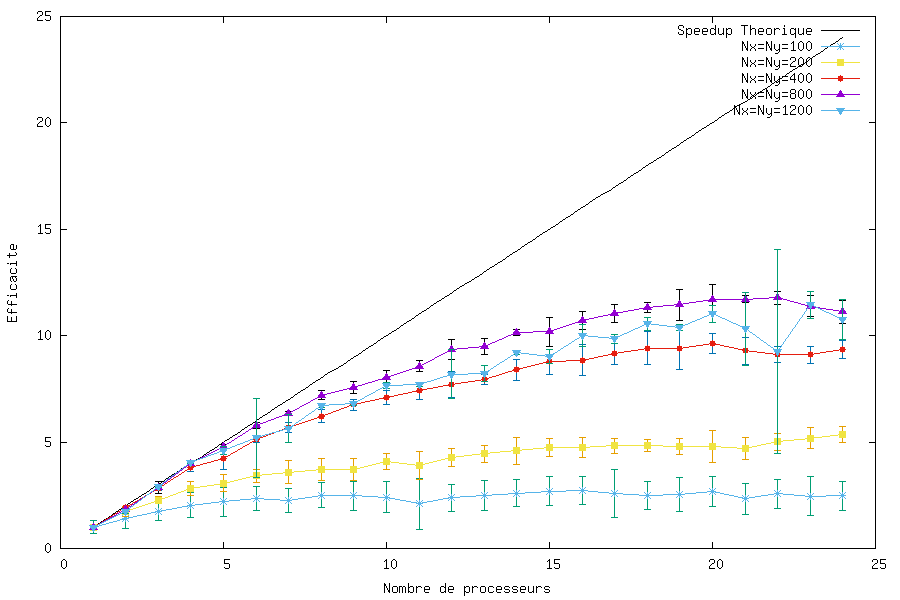 25
20
15
10
5
0
Efficacite
Speedup Theorique
Nx=Ny=100
Nx=Ny=200
Nx=Ny=400
Nx=Ny=800
Nx=Ny=1200
0 5 10 15 20 25
Nombre de processeurs